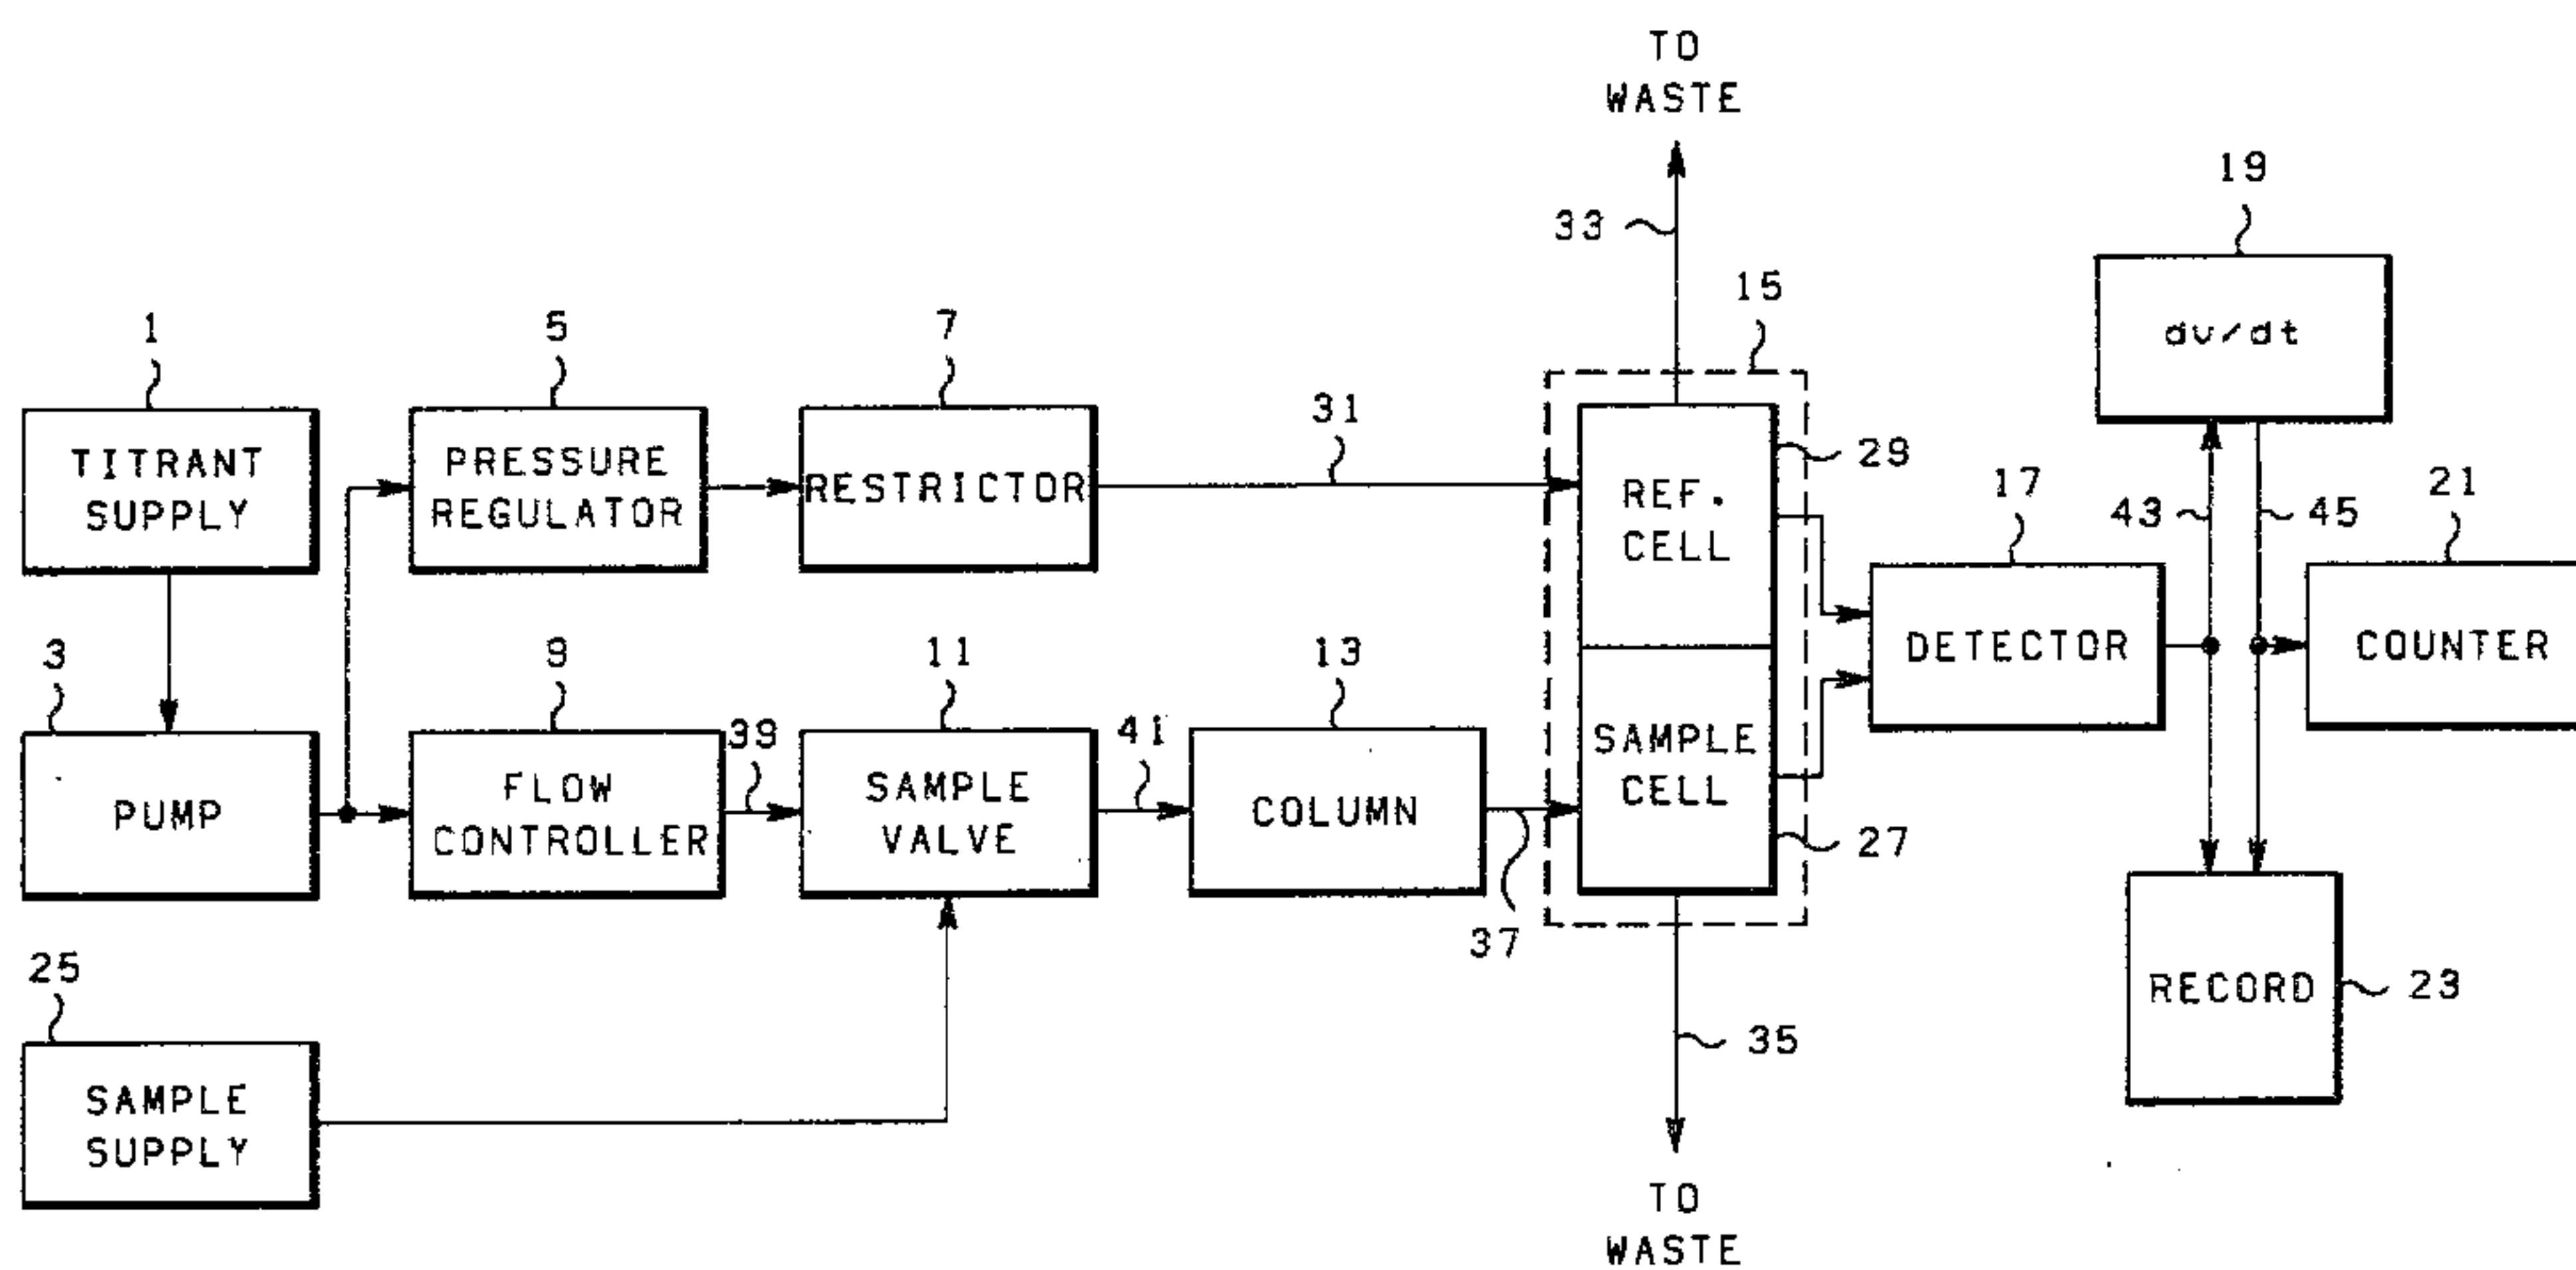 TO
WASTE
19
33
15
dv/dt
1
5
7
31
TITRANT
SUPPLY
PRESSURE
REGULATOR
RESTRICTOR
29
REF.
CELL
17
43
45
21
DETECTOR
COUNTER
3
9
11
13
39
41
PUMP
FLOW
CONTROLLER
SAMPLE
VALVE
COLUMN
SAMPLE
CELL
27
37
25
RECORD
23
35
SAMPLE
SUPPLY
TO
WASTE